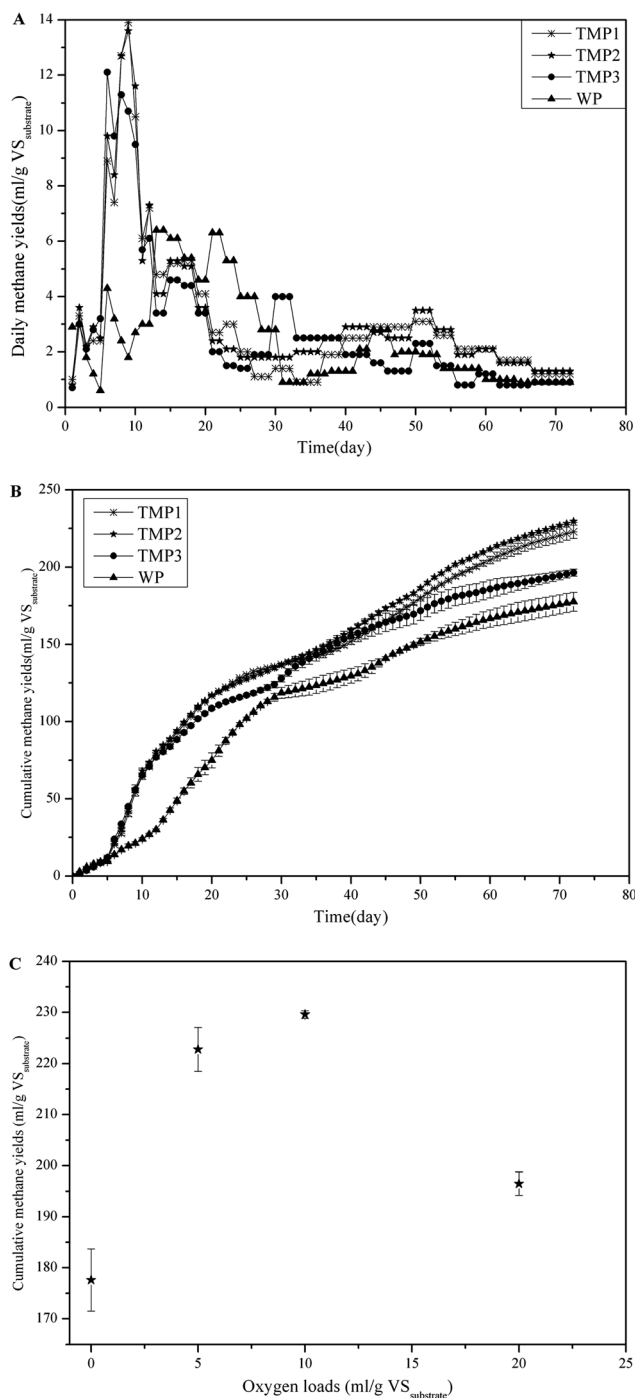 A
Daily methane yields(ml/g VSsubstrate)
14
12
10
8
6
4
2
0
TMP1
TMP2
TMP3
WP
0 10 20 30 40 50 60 70 80
Time(day)
B
Cumulative methane yields(ml/g VSsubstrate)
250
200
150
100
50
0
TMP1
TMP2
TMP3
WP
0 10 20 30 40 50 60 70 80
Time(day)
C
Cumulative methane yields (ml/g VSsubstrate)
240
230
220
210
200
190
180
170
0 5 10 15 20 25
Oxygen loads (ml/g VSsubstrate)